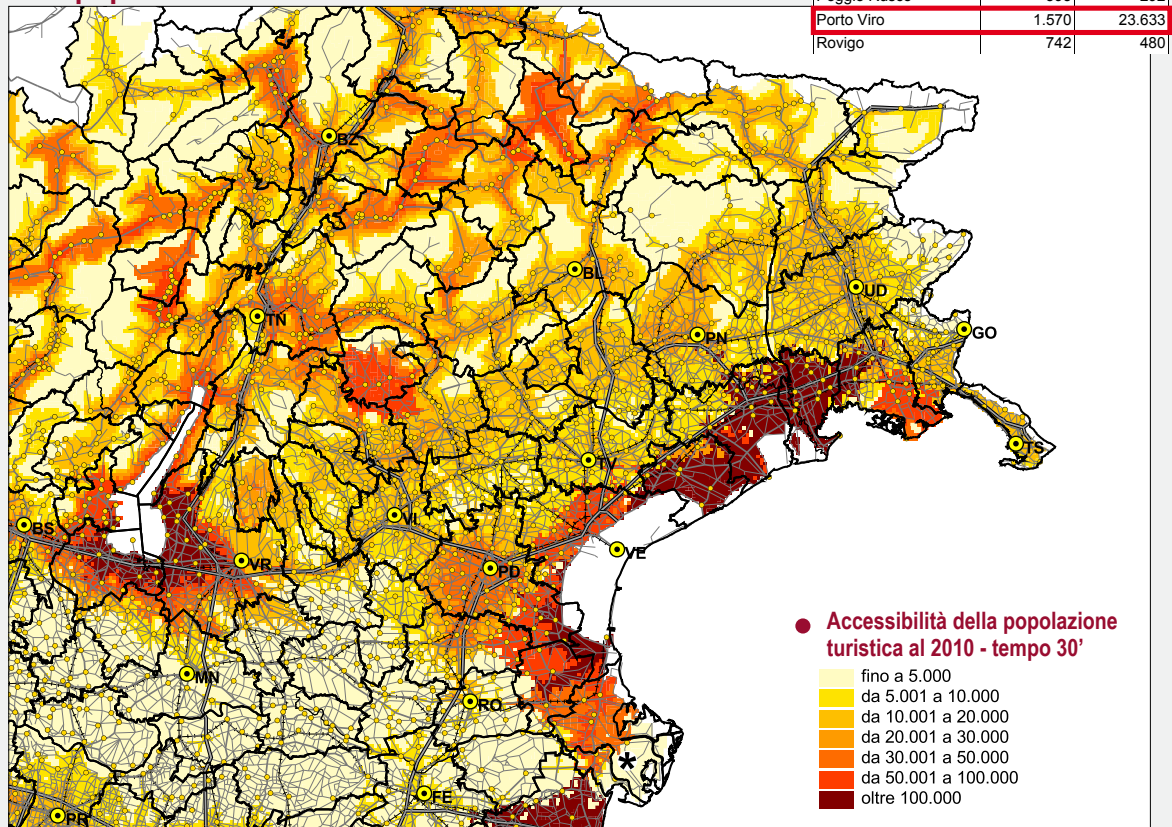 Porto Viro 1.570 23.633
Rovigo 742 480
BZ
BL
UD
TN
GO
PN
TS
TV
BS
VI
VE
VR
PD
MN
RO
*
FE
PR
Accessibilità della popolazione
turistica al 2010 - tempo 30’
fino a 5.000
da 5.001 a 10.000
da 10.001 a 20.000
da 20.001 a 30.000
da 30.001 a 50.000
da 50.001 a 100.000
oltre 100.000